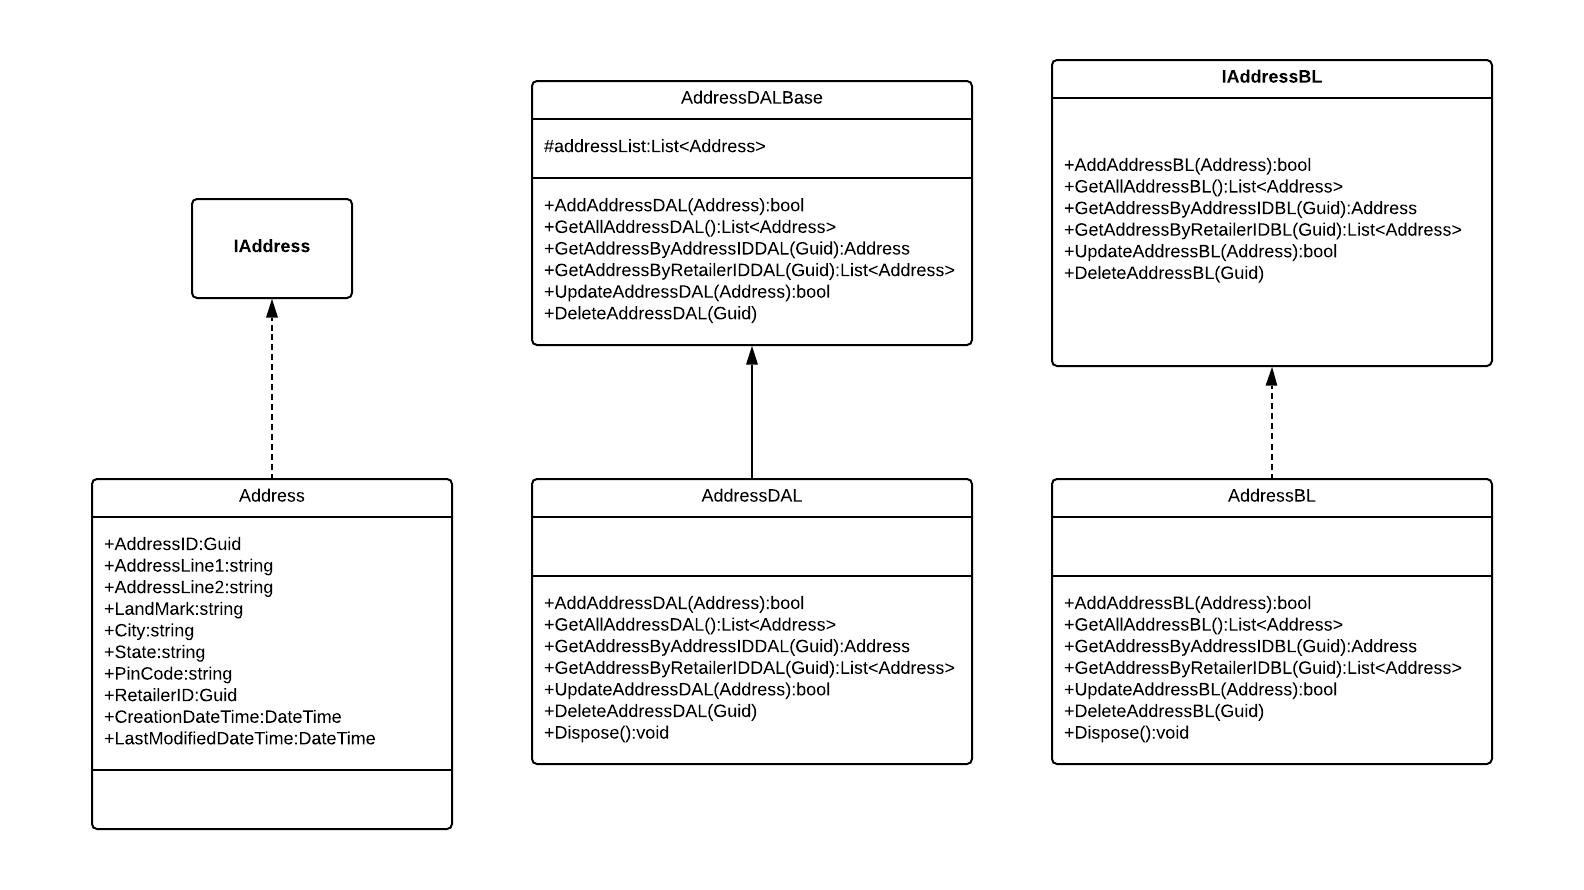 IAddress
Address
+AddressID:Guid
+AddressLine1:string
+AddressLine2:string
+LandMark:string
+City:string
+State:string
+PinCode:string
+RetailerID:Guid
+CreationDateTime:DateTime
+LastModifiedDateTime:DateTime
AddressDALBase
#addressList:List<Address>
+AddAddressDAL(Address):bool
+GetAllAddressDAL():List<Address>
+GetAddressByAddressIDDAL(Guid):Address
+GetAddressByRetailerIDDAL(Guid):List<Address>
+UpdateAddressDAL(Address):bool
+DeleteAddressDAL(Guid)
AddressDAL
+AddAddressDAL(Address):bool
+GetAllAddressDAL():List<Address>
+GetAddressByAddressIDDAL(Guid):Address
+GetAddressByRetailerIDDAL(Guid):List<Address>
+UpdateAddressDAL(Address):bool
+DeleteAddressDAL(Guid)
+Dispose():void
IAddressBL
+AddAddressBL(Address):bool
+GetAllAddressBL():List<Address>
+GetAddressByAddressIDBL(Guid):Address
+GetAddressByRetailerIDBL(Guid):List<Address>
+UpdateAddressBL(Address):bool
+DeleteAddressBL(Guid)
AddressBL
+AddAddressBL(Address):bool
+GetAllAddressBL():List<Address>
+GetAddressByAddressIDBL(Guid):Address
+GetAddressByRetailerIDBL(Guid):List<Address>
+UpdateAddressBL(Address):bool
+DeleteAddressBL(Guid)
+Dispose():void